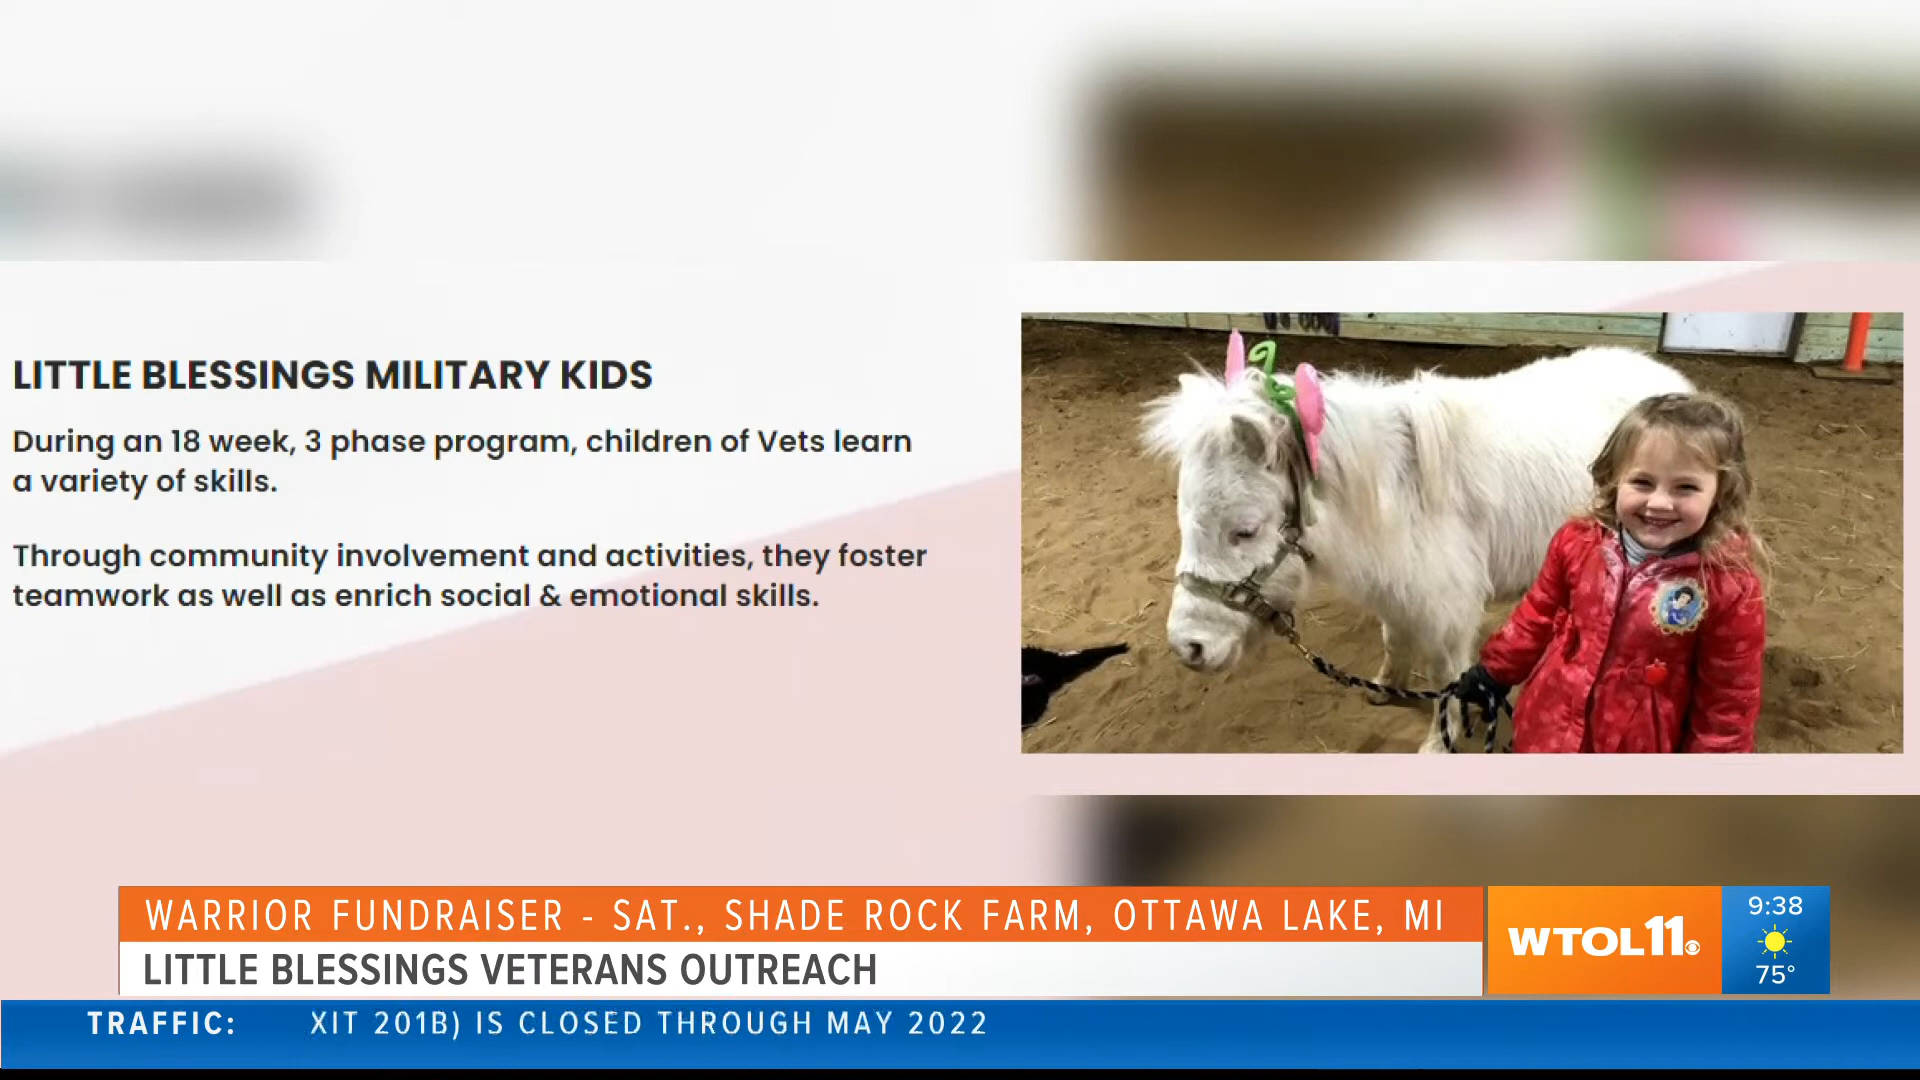 LITTLE BLESSINGS MILITARY KIDS
During an 18 week, 3 phase program, children of Vets learn
a variety of skills.
Through community involvement and activities, they foster
teamwork as well as enrich social & emotional skills.
WARRIOR FUNDRAISER - SAT., SHADE ROCK FARM, OTTAWA LAKE, MI
LITTLE BLESSINGS VETERANS OUTREACH
WTOL11
9:38
75°
TRAFFIC: XIT 201B) IS CLOSED THROUGH MAY 2022